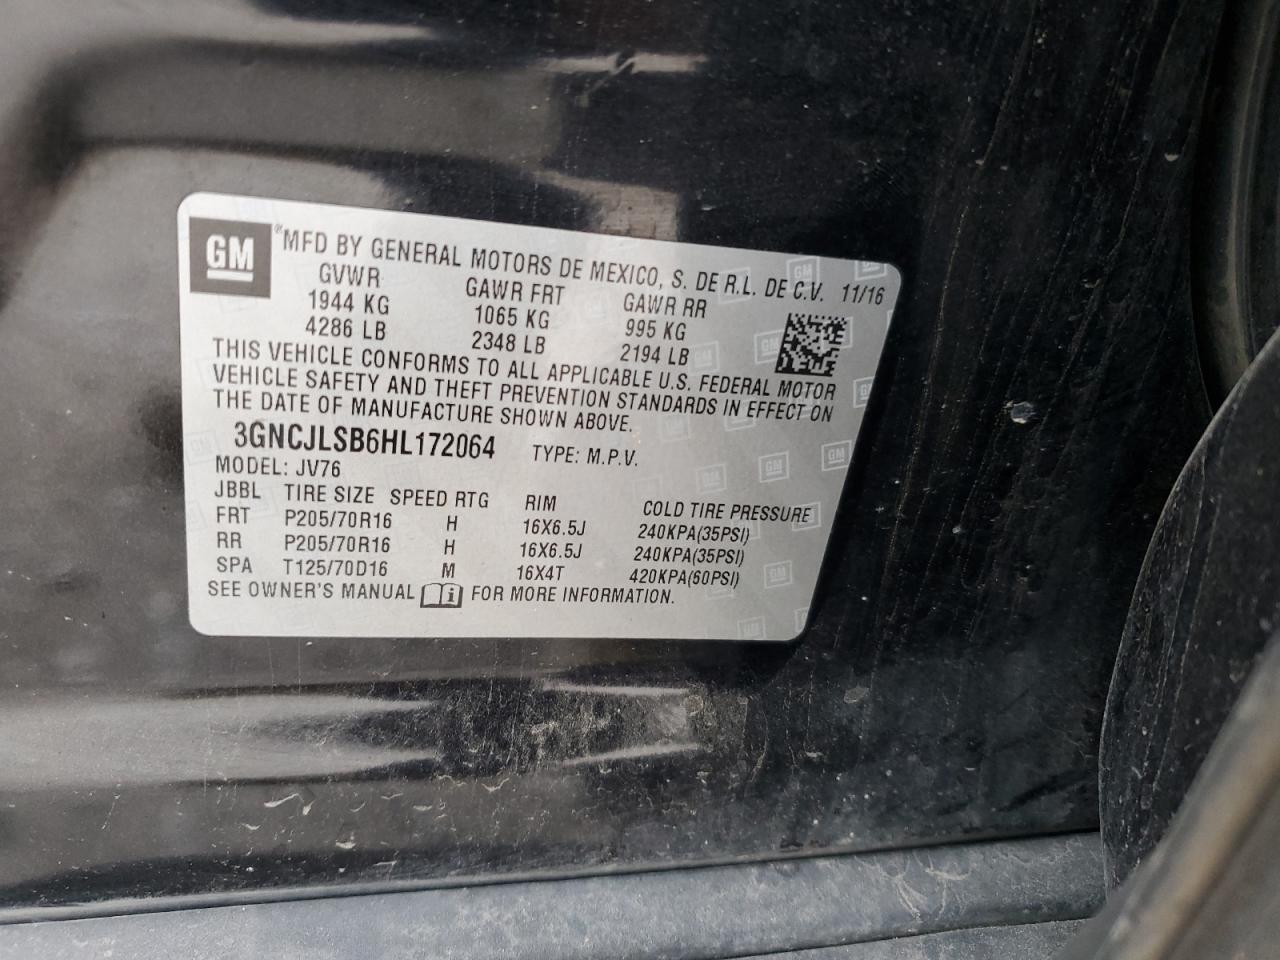 GM ® MFD BY GENERAL MOTORS DE MEXICO, S. DE R.L. DE C.V. 11/16
GVWR GAWR FRT GAWR RR
1944 KG 1065 KG 995 KG
4286 LB 2348 LB 2194 LB
THIS VEHICLE CONFORMS TO ALL APPLICABLE U.S. FEDERAL MOTOR
VEHICLE SAFETY AND THEFT PREVENTION STANDARDS IN EFFECT ON
THE DATE OF MANUFACTURE SHOWN ABOVE.
3GNCJLSB6HL172064 TYPE: M.P.V.
MODEL: JV76
JBBL TIRE SIZE SPEED RTG RIM COLD TIRE PRESSURE
FRT P205/70R16 H 16X6.5J 240KPA(35PSI)
RR P205/70R16 H 16X6.5J 240KPA(35PSI)
SPA T125/70D16 M 16X4T 420KPA(60PSI)
SEE OWNER'S MANUAL i FOR MORE INFORMATION.